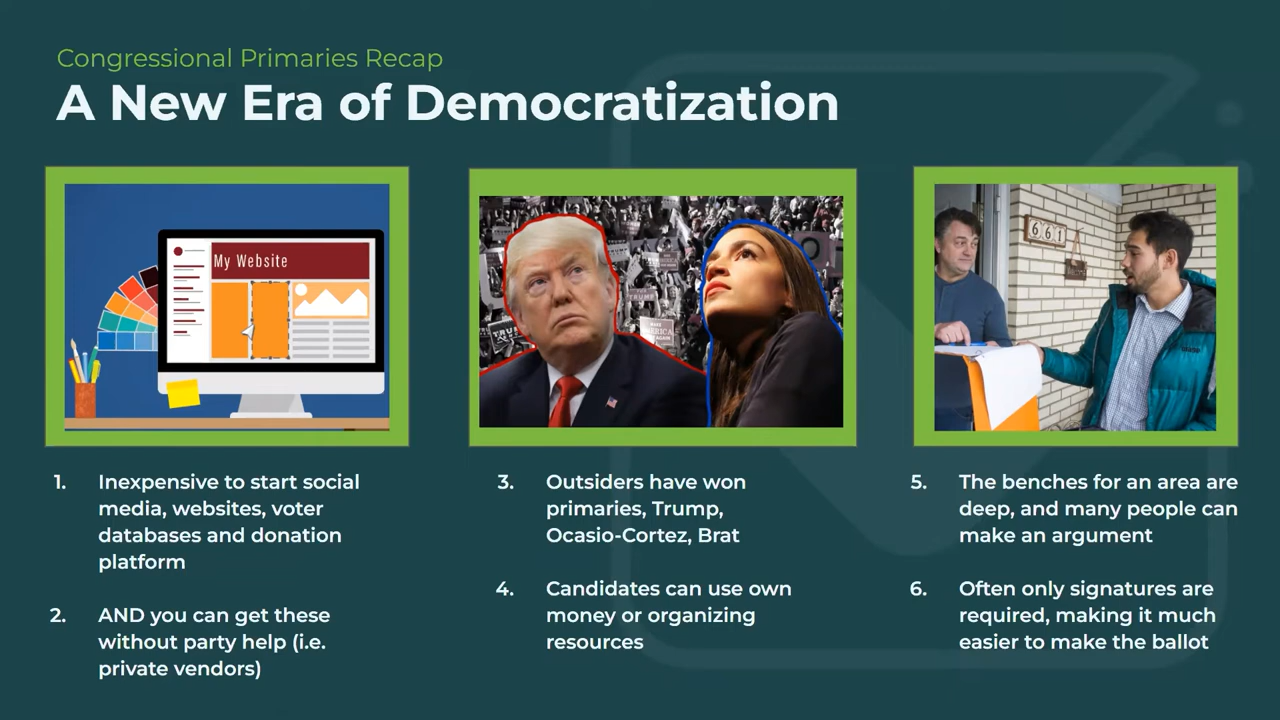 Congressional Primaries Recap
A New Era of Democratization
My Website
TRUMP
661
1. Inexpensive to start social
media, websites, voter
databases and donation
platform
2. AND you can get these
without party help (i.e.
private vendors)
3. Outsiders have won
primaries, Trump,
Ocasio-Cortez, Brat
4. Candidates can use own
money or organizing
resources
5. The benches for an area are
deep, and many people can
make an argument
6. Often only signatures are
required, making it much
easier to make the ballot